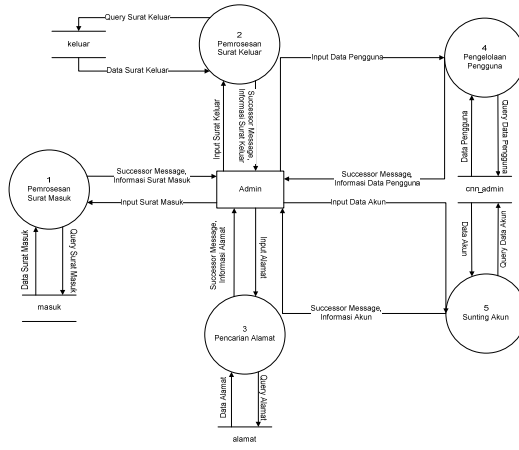 Query Surat Keluar
keluar
Data Surat Keluar
2
Pemrosesan
Surat Keluar
Input Data Pengguna
4
Pengelolaan
Pengguna
Input Surat Keluar
Successor Message,
Informasi Surat Keluar
Data Pengguna
Query Data Pengguna
1
Pemrosesan
Surat Masuk
Successor Message,
Informasi Surat Masuk
Admin
Successor Message,
Informasi Data Pengguna
cnn_admin
Input Surat Masuk
Input Data Akun
Data Surat Masuk
Query Surat Masuk
masuk
Successor Message,
Informasi Alamat
Input Alamat
Data Akun
Query Data Akun
Successor Message,
Informasi Akun
5
Sunting Akun
3
Pencarian Alamat
Data Alamat
Query Alamat
alamat